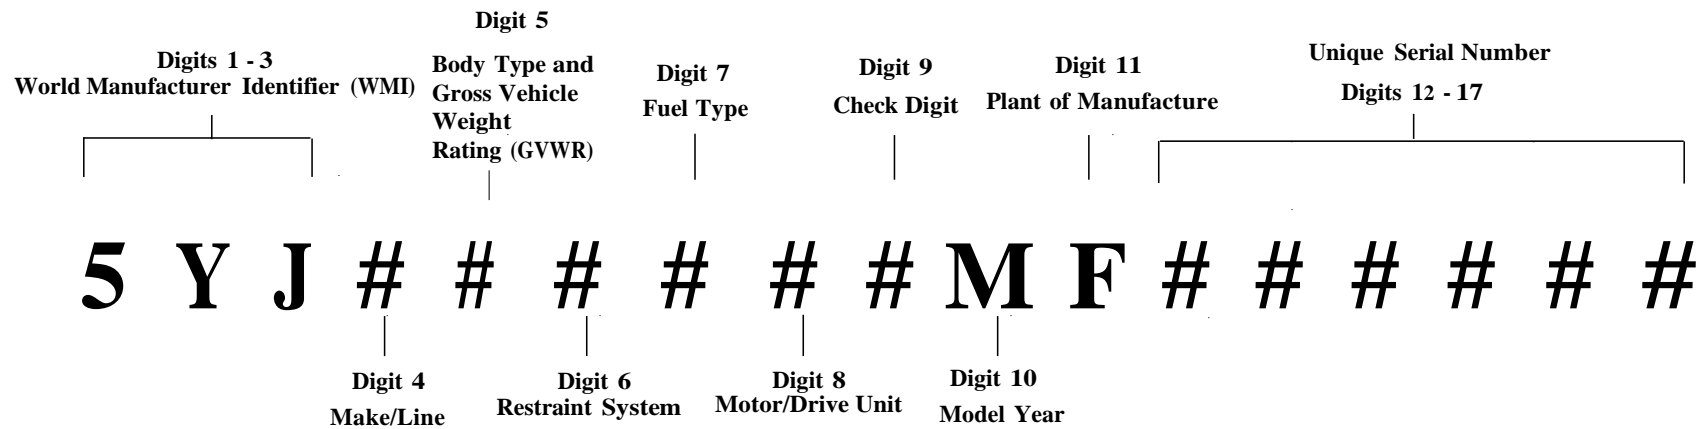 Digits 1 - 3
World Manufacturer Identifier (WMI)
Digit 5
Body Type and
Gross Vehicle
Weight
Rating (GVWR)
Digit 7
Fuel Type
Digit 9
Check Digit
Digit 11
Plant of Manufacture
Unique Serial Number
Digits 12 - 17
5 Y J # # # # # # M F # # # # # #
Digit 4
Make/Line
Digit 6
Restraint System
Digit 8
Motor/Drive Unit
Digit 10
Model Year